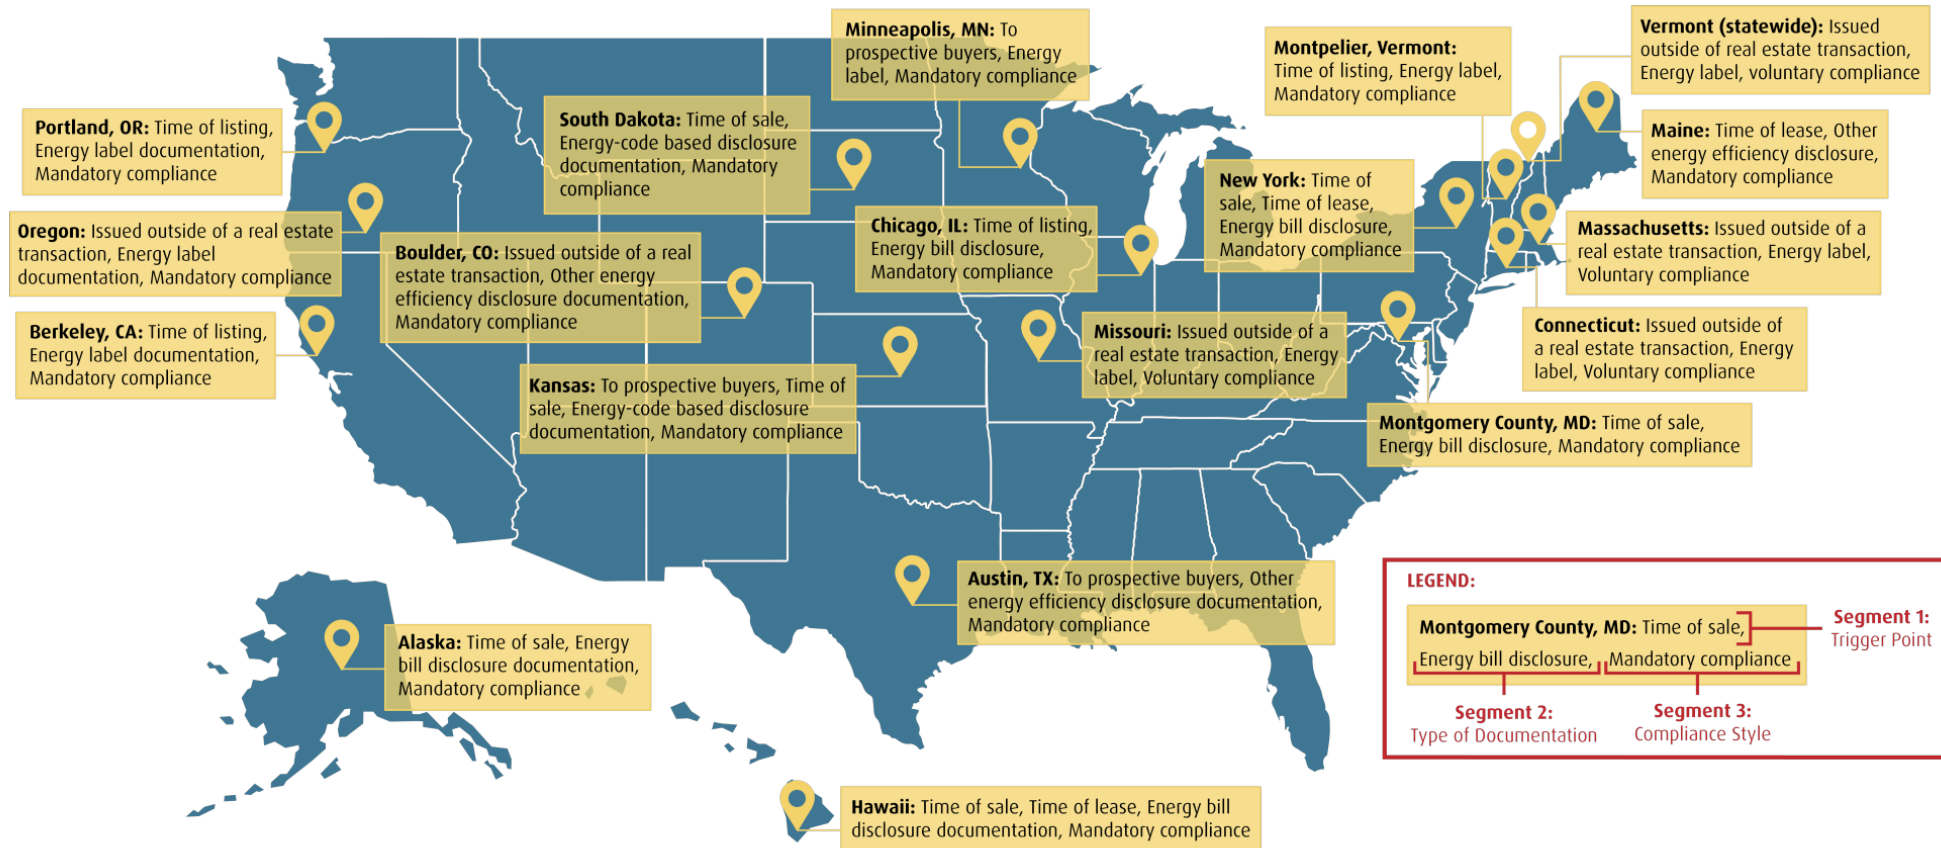 Minneapolis, MN: To
prospective buyers, Energy
label, Mandatory compliance
Montpelier, Vermont:
Time of listing, Energy label,
Mandatory compliance
Vermont (statewide): Issued
outside of real estate transaction,
Energy label, voluntary compliance
Portland, OR: Time of listing,
Energy label documentation,
Mandatory compliance
South Dakota: Time of sale,
Energy-code based disclosure
documentation, Mandatory
compliance
Maine: Time of lease, Other
energy efficiency disclosure,
Mandatory compliance
New York: Time of
sale, Time of lease,
Energy bill disclosure,
Mandatory compliance
Oregon: Issued outside of a real estate
transaction, Energy label
documentation, Mandatory compliance
Boulder, CO: Issued outside of a real
estate transaction, Other energy
efficiency disclosure documentation,
Mandatory compliance
Chicago, IL: Time of listing,
Energy bill disclosure,
Mandatory compliance
Massachusetts: Issued outside of a
real estate transaction, Energy label,
Voluntary compliance
Berkeley, CA: Time of listing,
Energy label documentation,
Mandatory compliance
Missouri: Issued outside of a
real estate transaction, Energy
label, Voluntary compliance
Connecticut: Issued outside of
a real estate transaction, Energy
label, Voluntary compliance
Kansas: To prospective buyers, Time of
sale, Energy-code based disclosure
documentation, Mandatory compliance
Montgomery County, MD: Time of sale,
Energy bill disclosure, Mandatory compliance
Austin, TX: To prospective buyers, Other
energy efficiency disclosure documentation,
Mandatory compliance
Alaska: Time of sale, Energy
bill disclosure documentation,
Mandatory compliance
Hawaii: Time of sale, Time of lease, Energy bill
disclosure documentation, Mandatory compliance
LEGEND:
Montgomery County, MD: Time of sale,
Energy bill disclosure, Mandatory compliance
Segment 1:
Trigger Point
Segment 2:
Type of Documentation
Segment 3:
Compliance Style